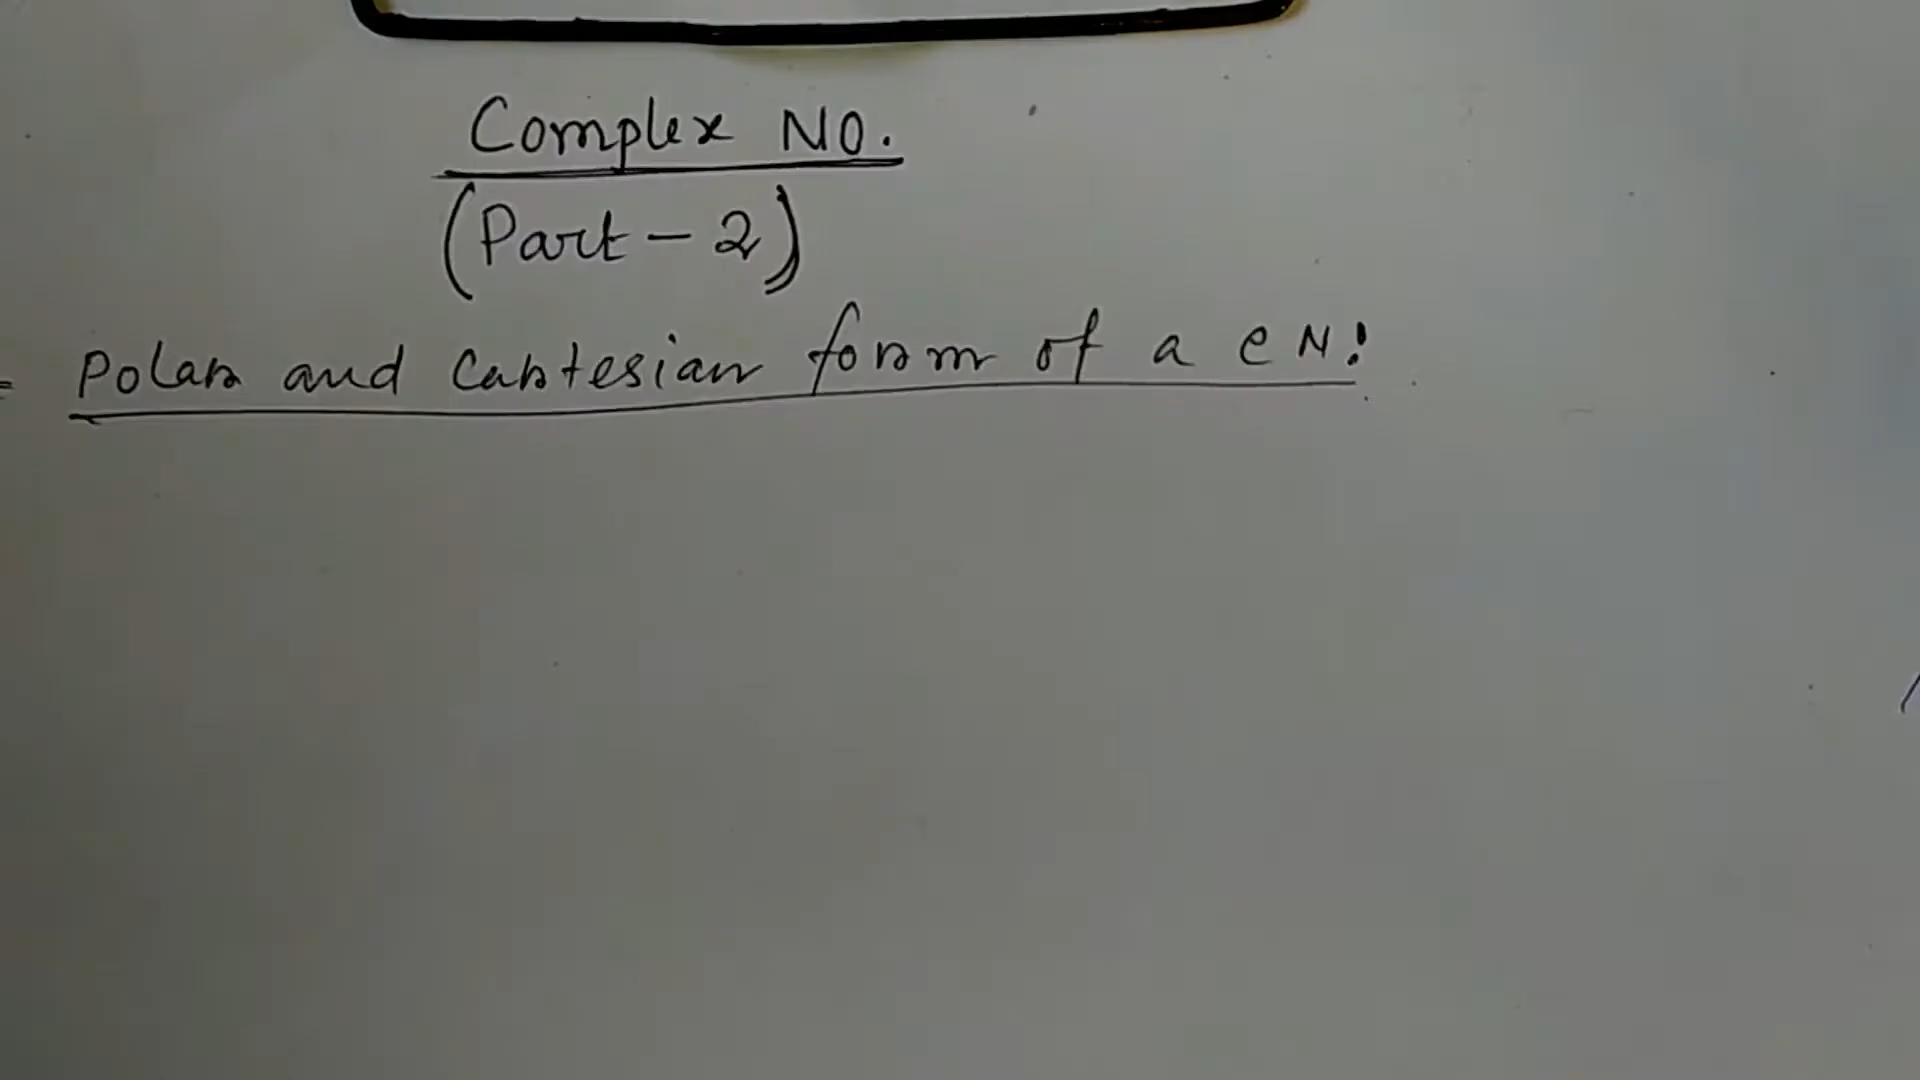 Complex NO.
(Part - 2)
Polar and Cartesian form of a CN: